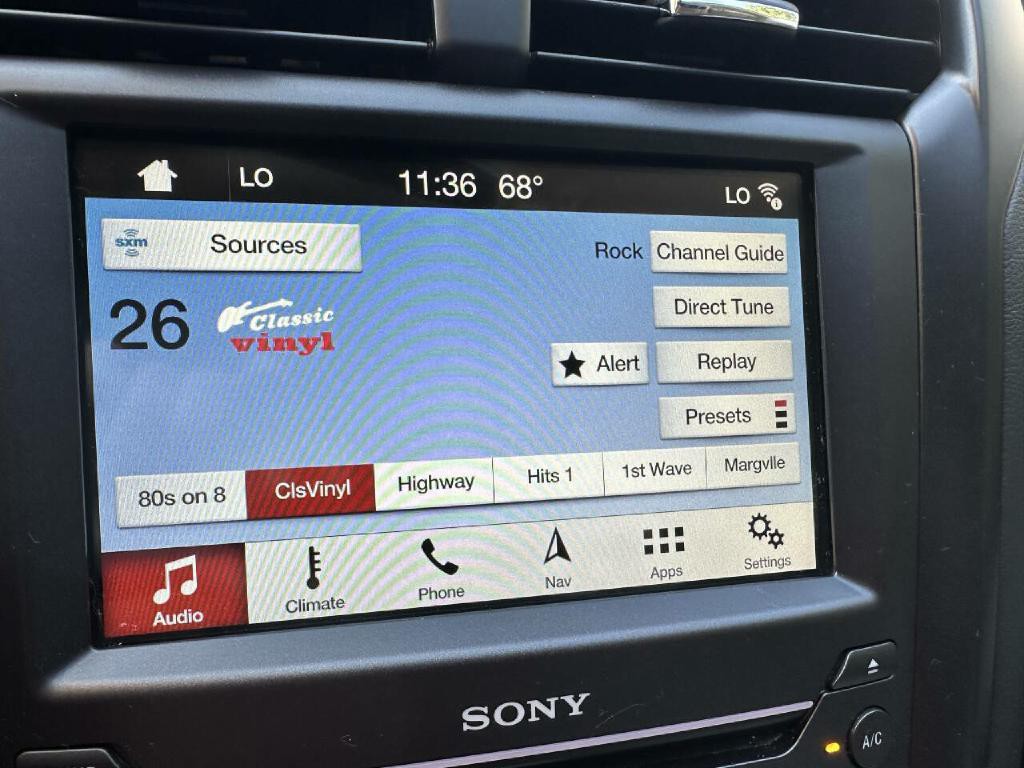 LO 11:36 68° LO
sxm Sources
Rock Channel Guide
Direct Tune
26 Classic vinyl
Alert Replay
Presets
80s on 8 ClsVinyl Highway Hits 1 1st Wave Margvlle
Audio Climate Phone Nav Apps Settings
SONY
A/C